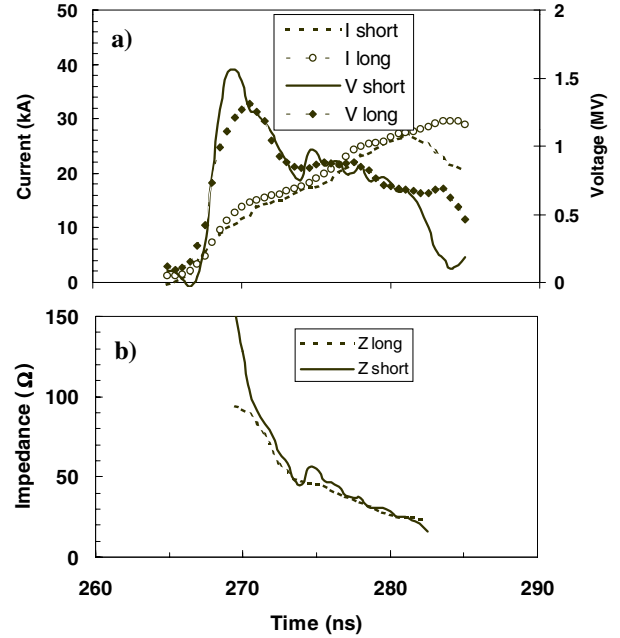 a)
I short
I long
V short
V long
Current (kA)
50
40
30
20
10
0
Voltage (MV)
2
1.5
1
0.5
0
b)
Z long
Z short
Impedance (Ω)
150
100
50
0
260 270 280 290
Time (ns)